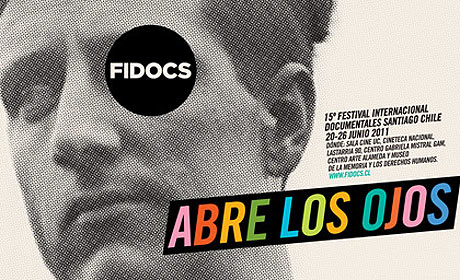 FIDOCS
15º FESTIVAL INTERNACIONAL
DOCUMENTALES SANTIAGO CHILE
20-26 JUNIO 2011
DÓNDE: SALA CINE UC, CINETECA NACIONAL,
LASTARRIA 90, CENTRO GABRIELA MISTRAL GAM,
CENTRO ARTE ALAMEDA Y MUSEO
DE LA MEMORIA Y LOS DERECHOS HUMANOS.
WWW.FIDOCS.CL
ABRE LOS OJOS